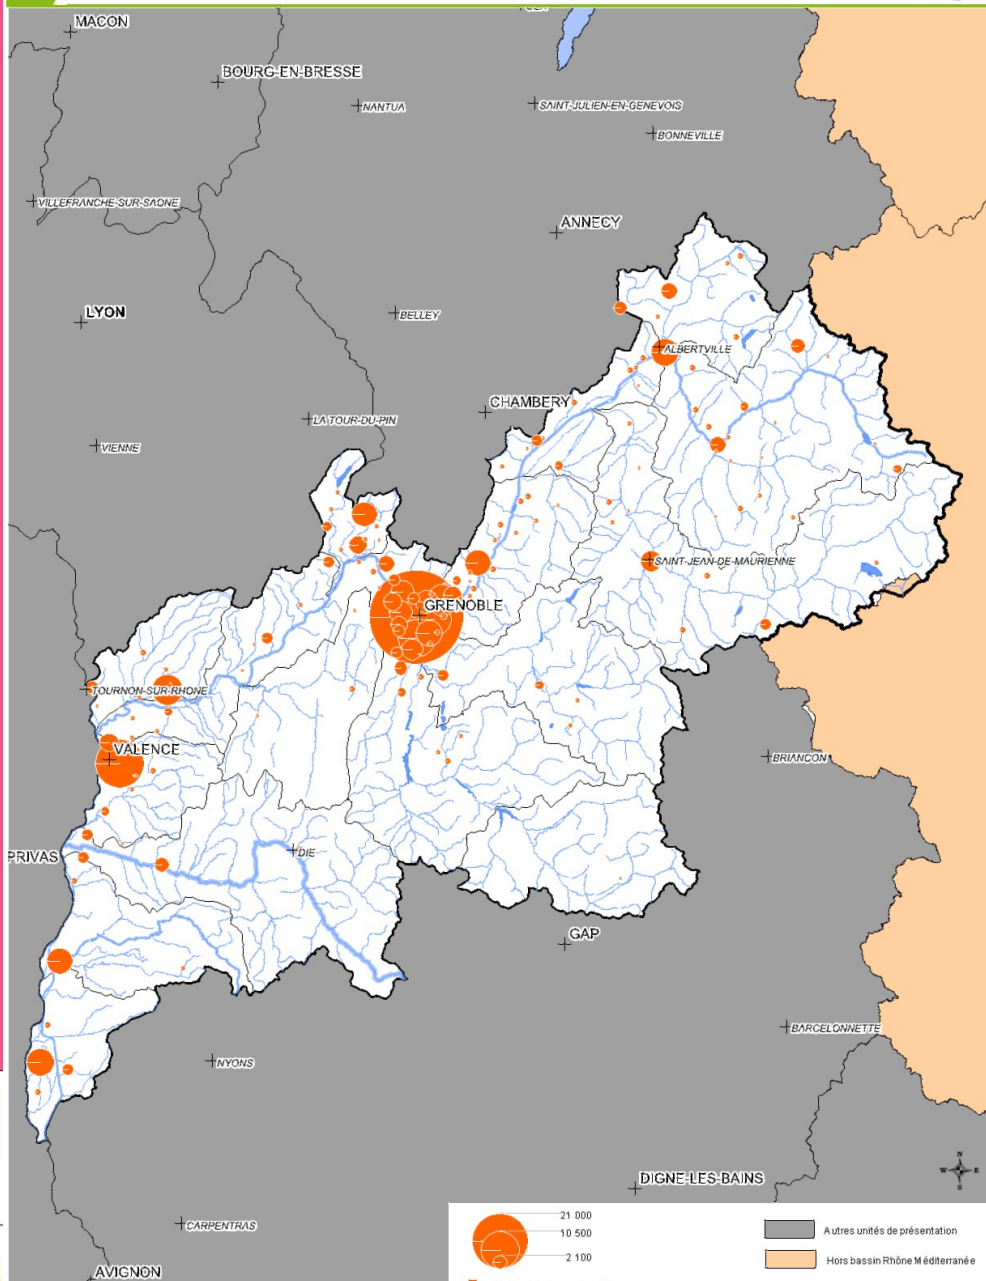 MACON
BOURG-EN-BRESSE
NANTUA
SAINT-JULIEN-EN-GENEVOIS
BONNEVILLE
VILLEFRANCHE-SUR-SAONE
ANNECY
LYON
BELLEY
ALBERTVILLE
CHAMBERY
LA TOUR-DU-PIN
VIENNE
SAINT-JEAN-DE-MAURIENNE
GRENOBLE
TOURNON-SUR-RHONE
VALENCE
BRIANCON
PRIVAS
DIE
GAP
BARCELONNETTE
NYONS
DIGNE-LES-BAINS
CARPENTRAS
AVIGNON
N
W E
S
21 000
10 500
2 100
Autres unités de présentation
Hors bassin Rhône Méditerranée